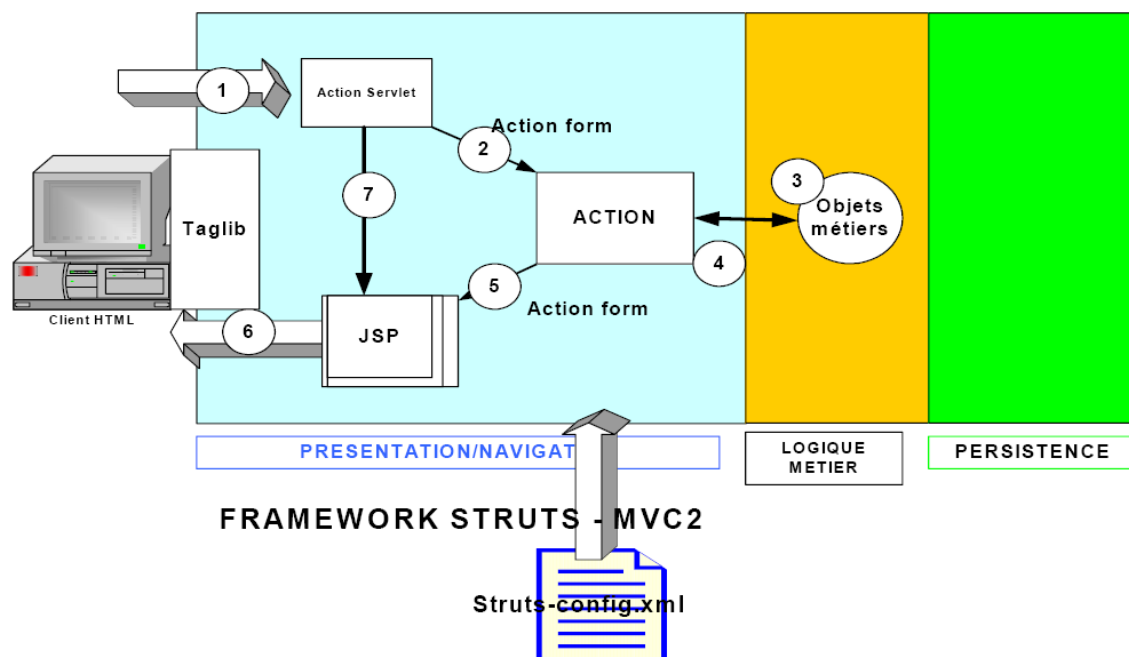 1
Action Servlet
Action form
2
7
3
Taglib
ACTION
Objets
métiers
4
5
Action form
Client HTML
6
JSP
PRESENTATION/NAVIGAT
LOGIQUE
METIER
PERSISTENCE
FRAMEWORK STRUTS - MVC2
Struts-config.xml